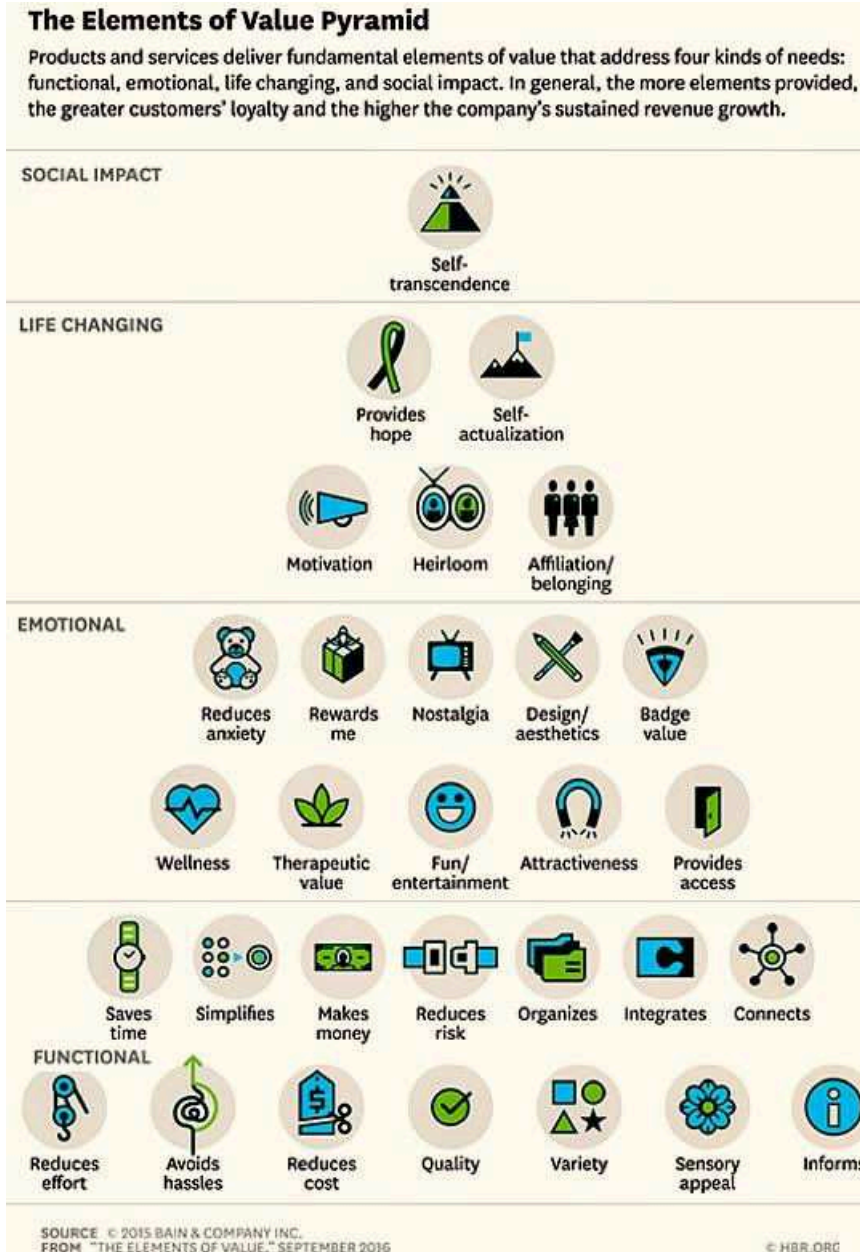 The Elements of Value Pyramid
Products and services deliver fundamental elements of value that address four kinds of needs:
functional, emotional, life changing, and social impact. In general, the more elements provided,
the greater customers' loyalty and the higher the company's sustained revenue growth.
SOCIAL IMPACT
Self-
transcendence
LIFE CHANGING
Provides
hope
Self-
actualization
Motivation
Heirloom
Affiliation/
belonging
EMOTIONAL
Reduces
anxiety
Rewards
me
Nostalgia
Design/
aesthetics
Badge
value
Wellness
Therapeutic
value
Fun/
entertainment
Attractiveness
Provides
access
Saves
time
Simplifies
Makes
money
Reduces
risk
Organizes
Integrates
Connects
FUNCTIONAL
Reduces
effort
Avoids
hassles
$
Reduces
cost
Quality
Variety
Sensory
appeal
Informs
SOURCE © 2015 BAIN & COMPANY INC.
FROM "THE ELEMENTS OF VALUE," SEPTEMBER 2016
© HBR.ORG